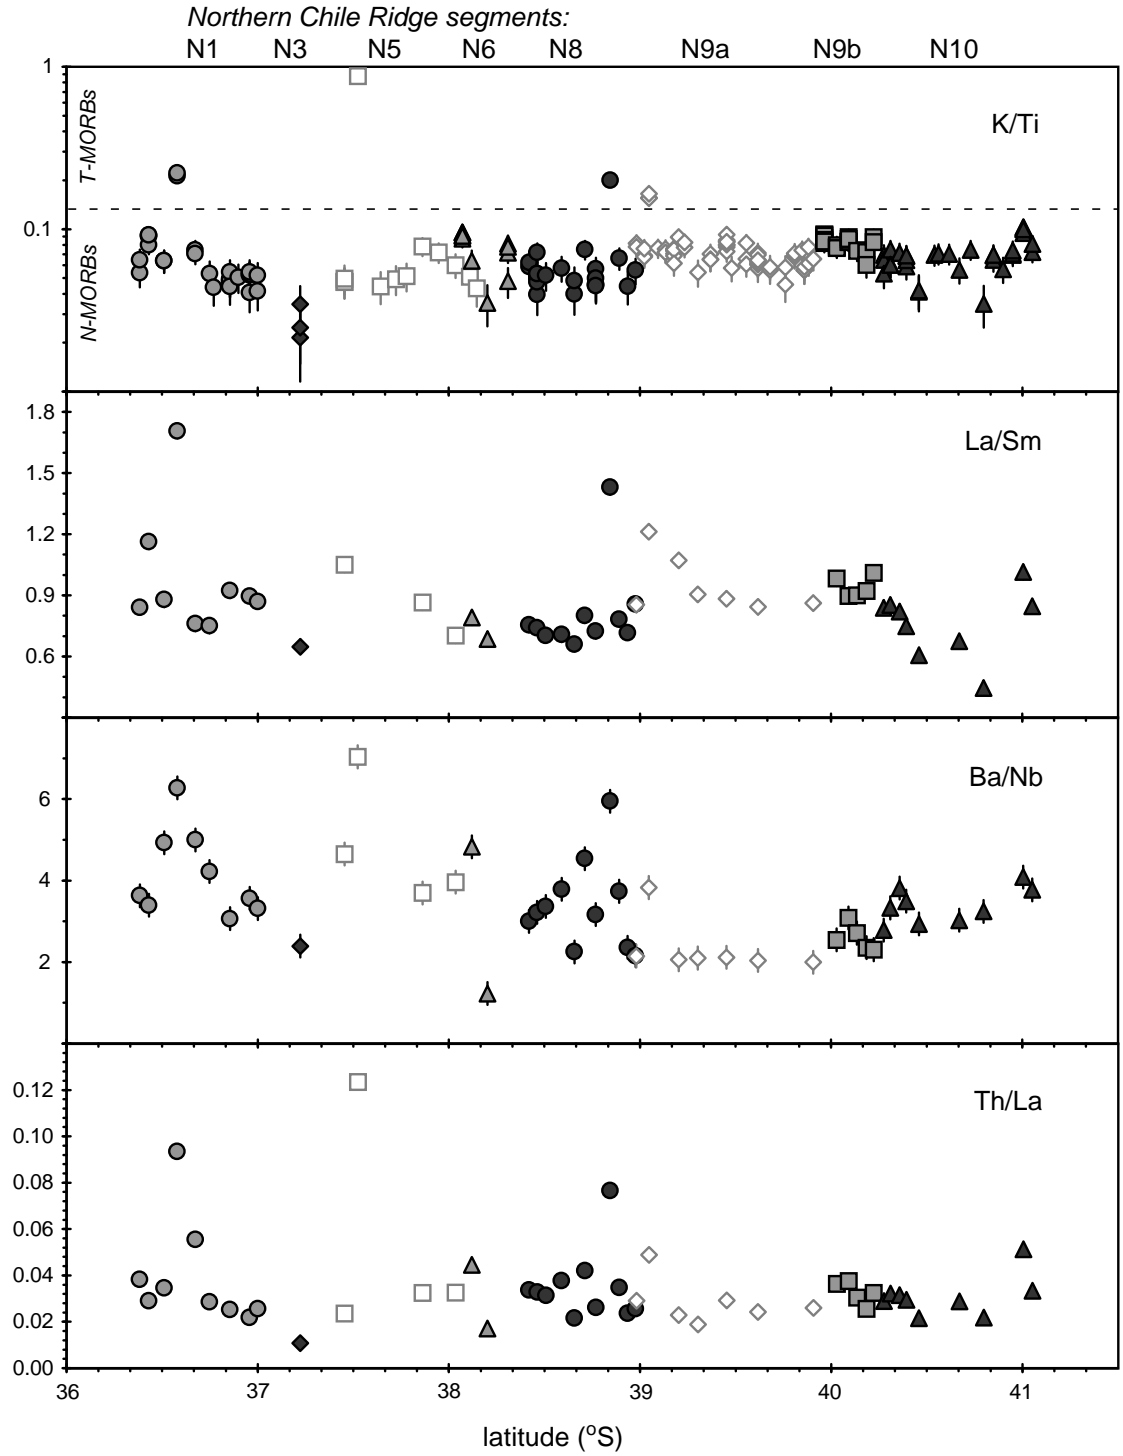 Northern Chile Ridge segments:
N1 N3 N5 N6 N8 N9a N9b N10
1
T-MORBs
K/Ti
0.1
N-MORBs
1.8
La/Sm
1.5
1.2
0.9
0.6
Ba/Nb
6
4
2
0.12
Th/La
0.10
0.08
0.06
0.04
0.02
0.00
36 37 38 39 40 41
latitude (°S)